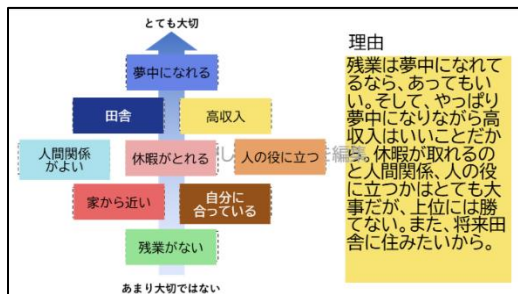 とても大切
夢中になれる
田舎
高収入
人間関係
がよい
休暇がとれる
人の役に立つ
家から近い
自分に
合っている
残業がない
あまり大切ではない
理由
残業は夢中になれて
るなら、あってもい
い。そして、やっぱり
夢中になりながら高
収入はいいことだか
ら。休暇が取れるの
と人間関係、人の役
に立つかはとても大
事だが、上位には勝
てない。また、将来田
舎に住みたいから。